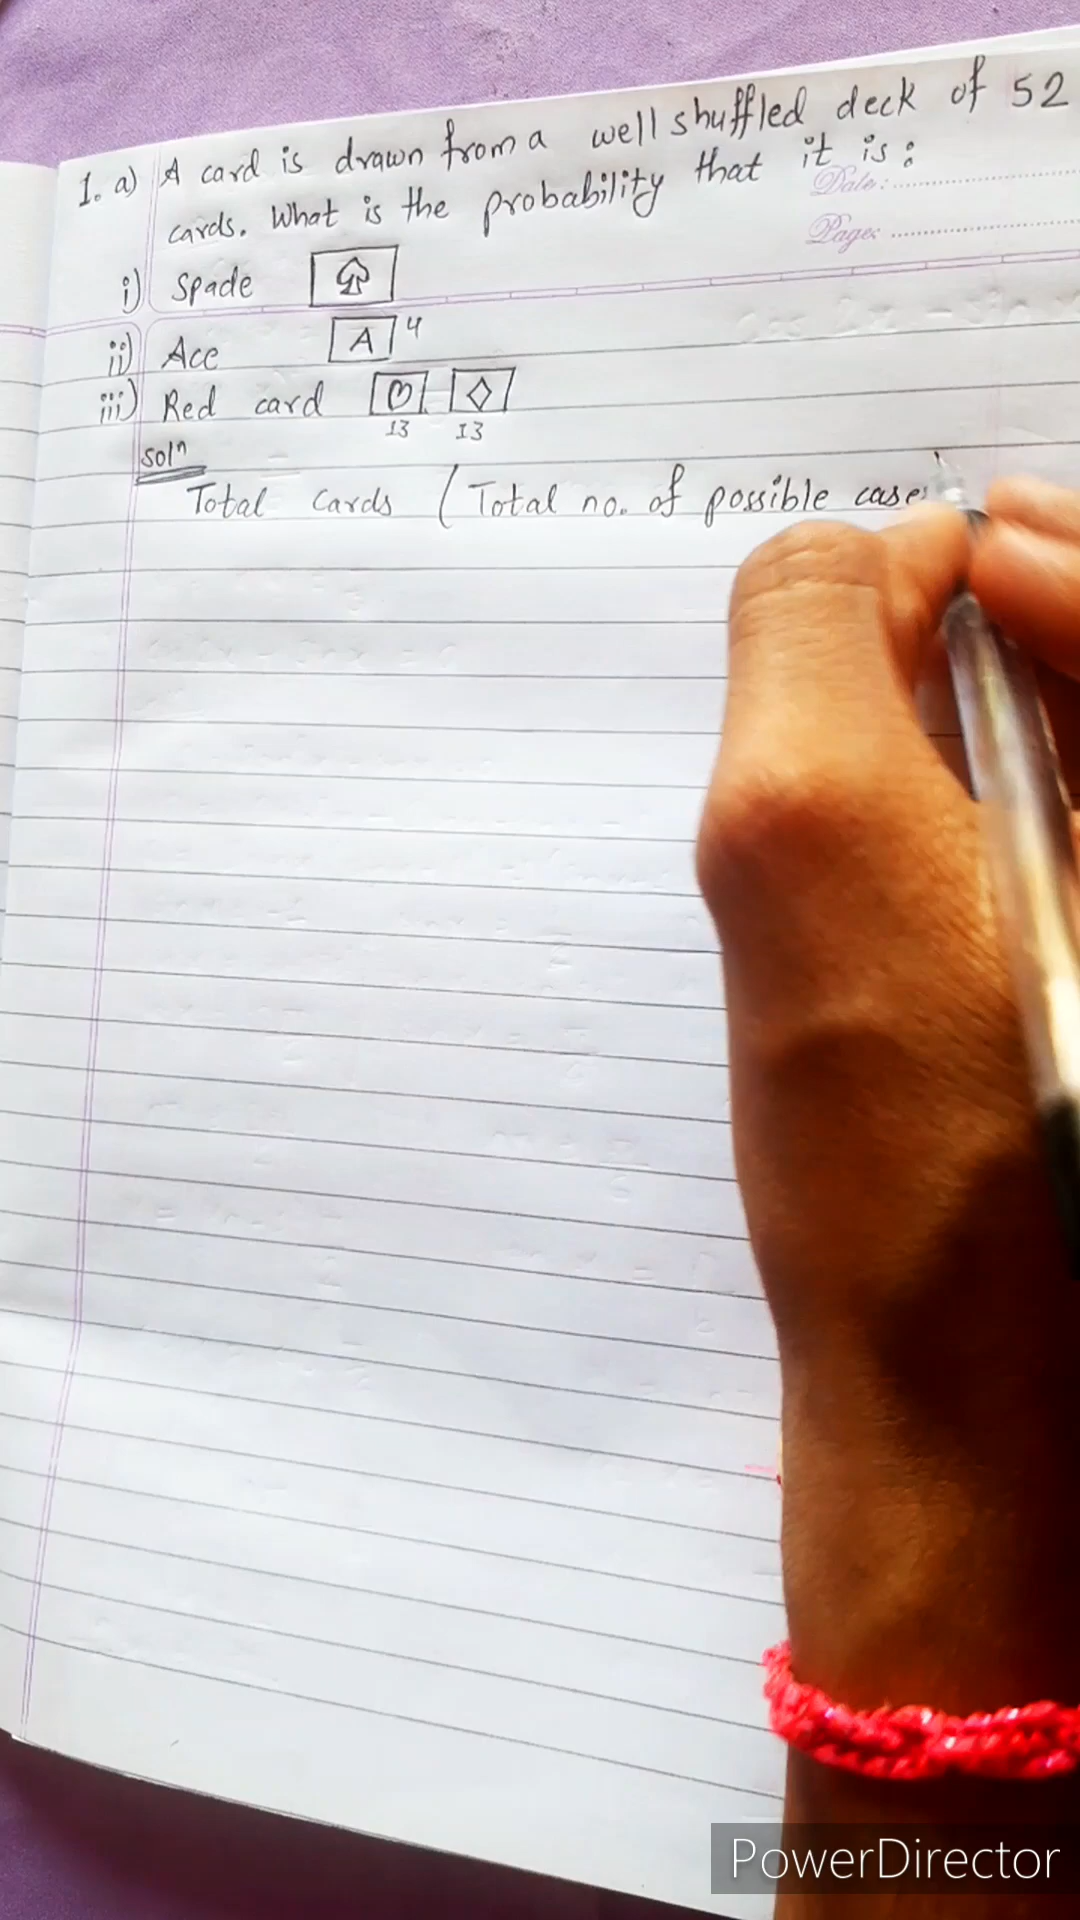 1. a) A card is drawn from a well shuffled deck of 52
cards. What is the probability that it is :
Date:
Page:
i) Spade ♤
ii) Ace A 4
iii) Red card ♡ ◇
13 13
Solⁿ
Total Cards ( Total no. of possible cases
PowerDirector